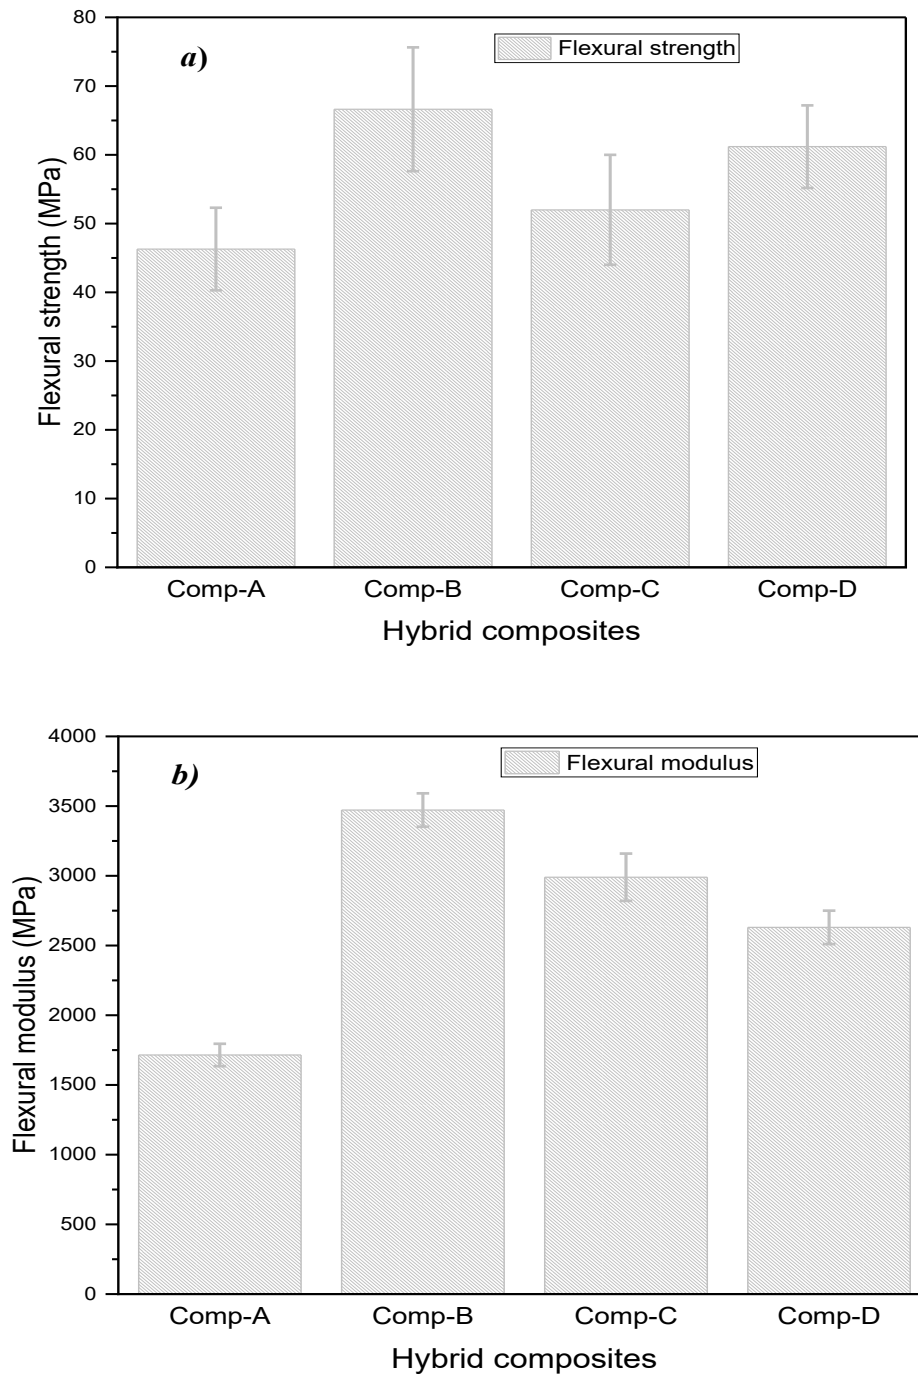 a)
Flexural strength
Flexural strength (MPa)
80
70
60
50
40
30
20
10
0
Comp-A Comp-B Comp-C Comp-D
Hybrid composites
b)
Flexural modulus
Flexural modulus (MPa)
4000
3500
3000
2500
2000
1500
1000
500
0
Comp-A Comp-B Comp-C Comp-D
Hybrid composites